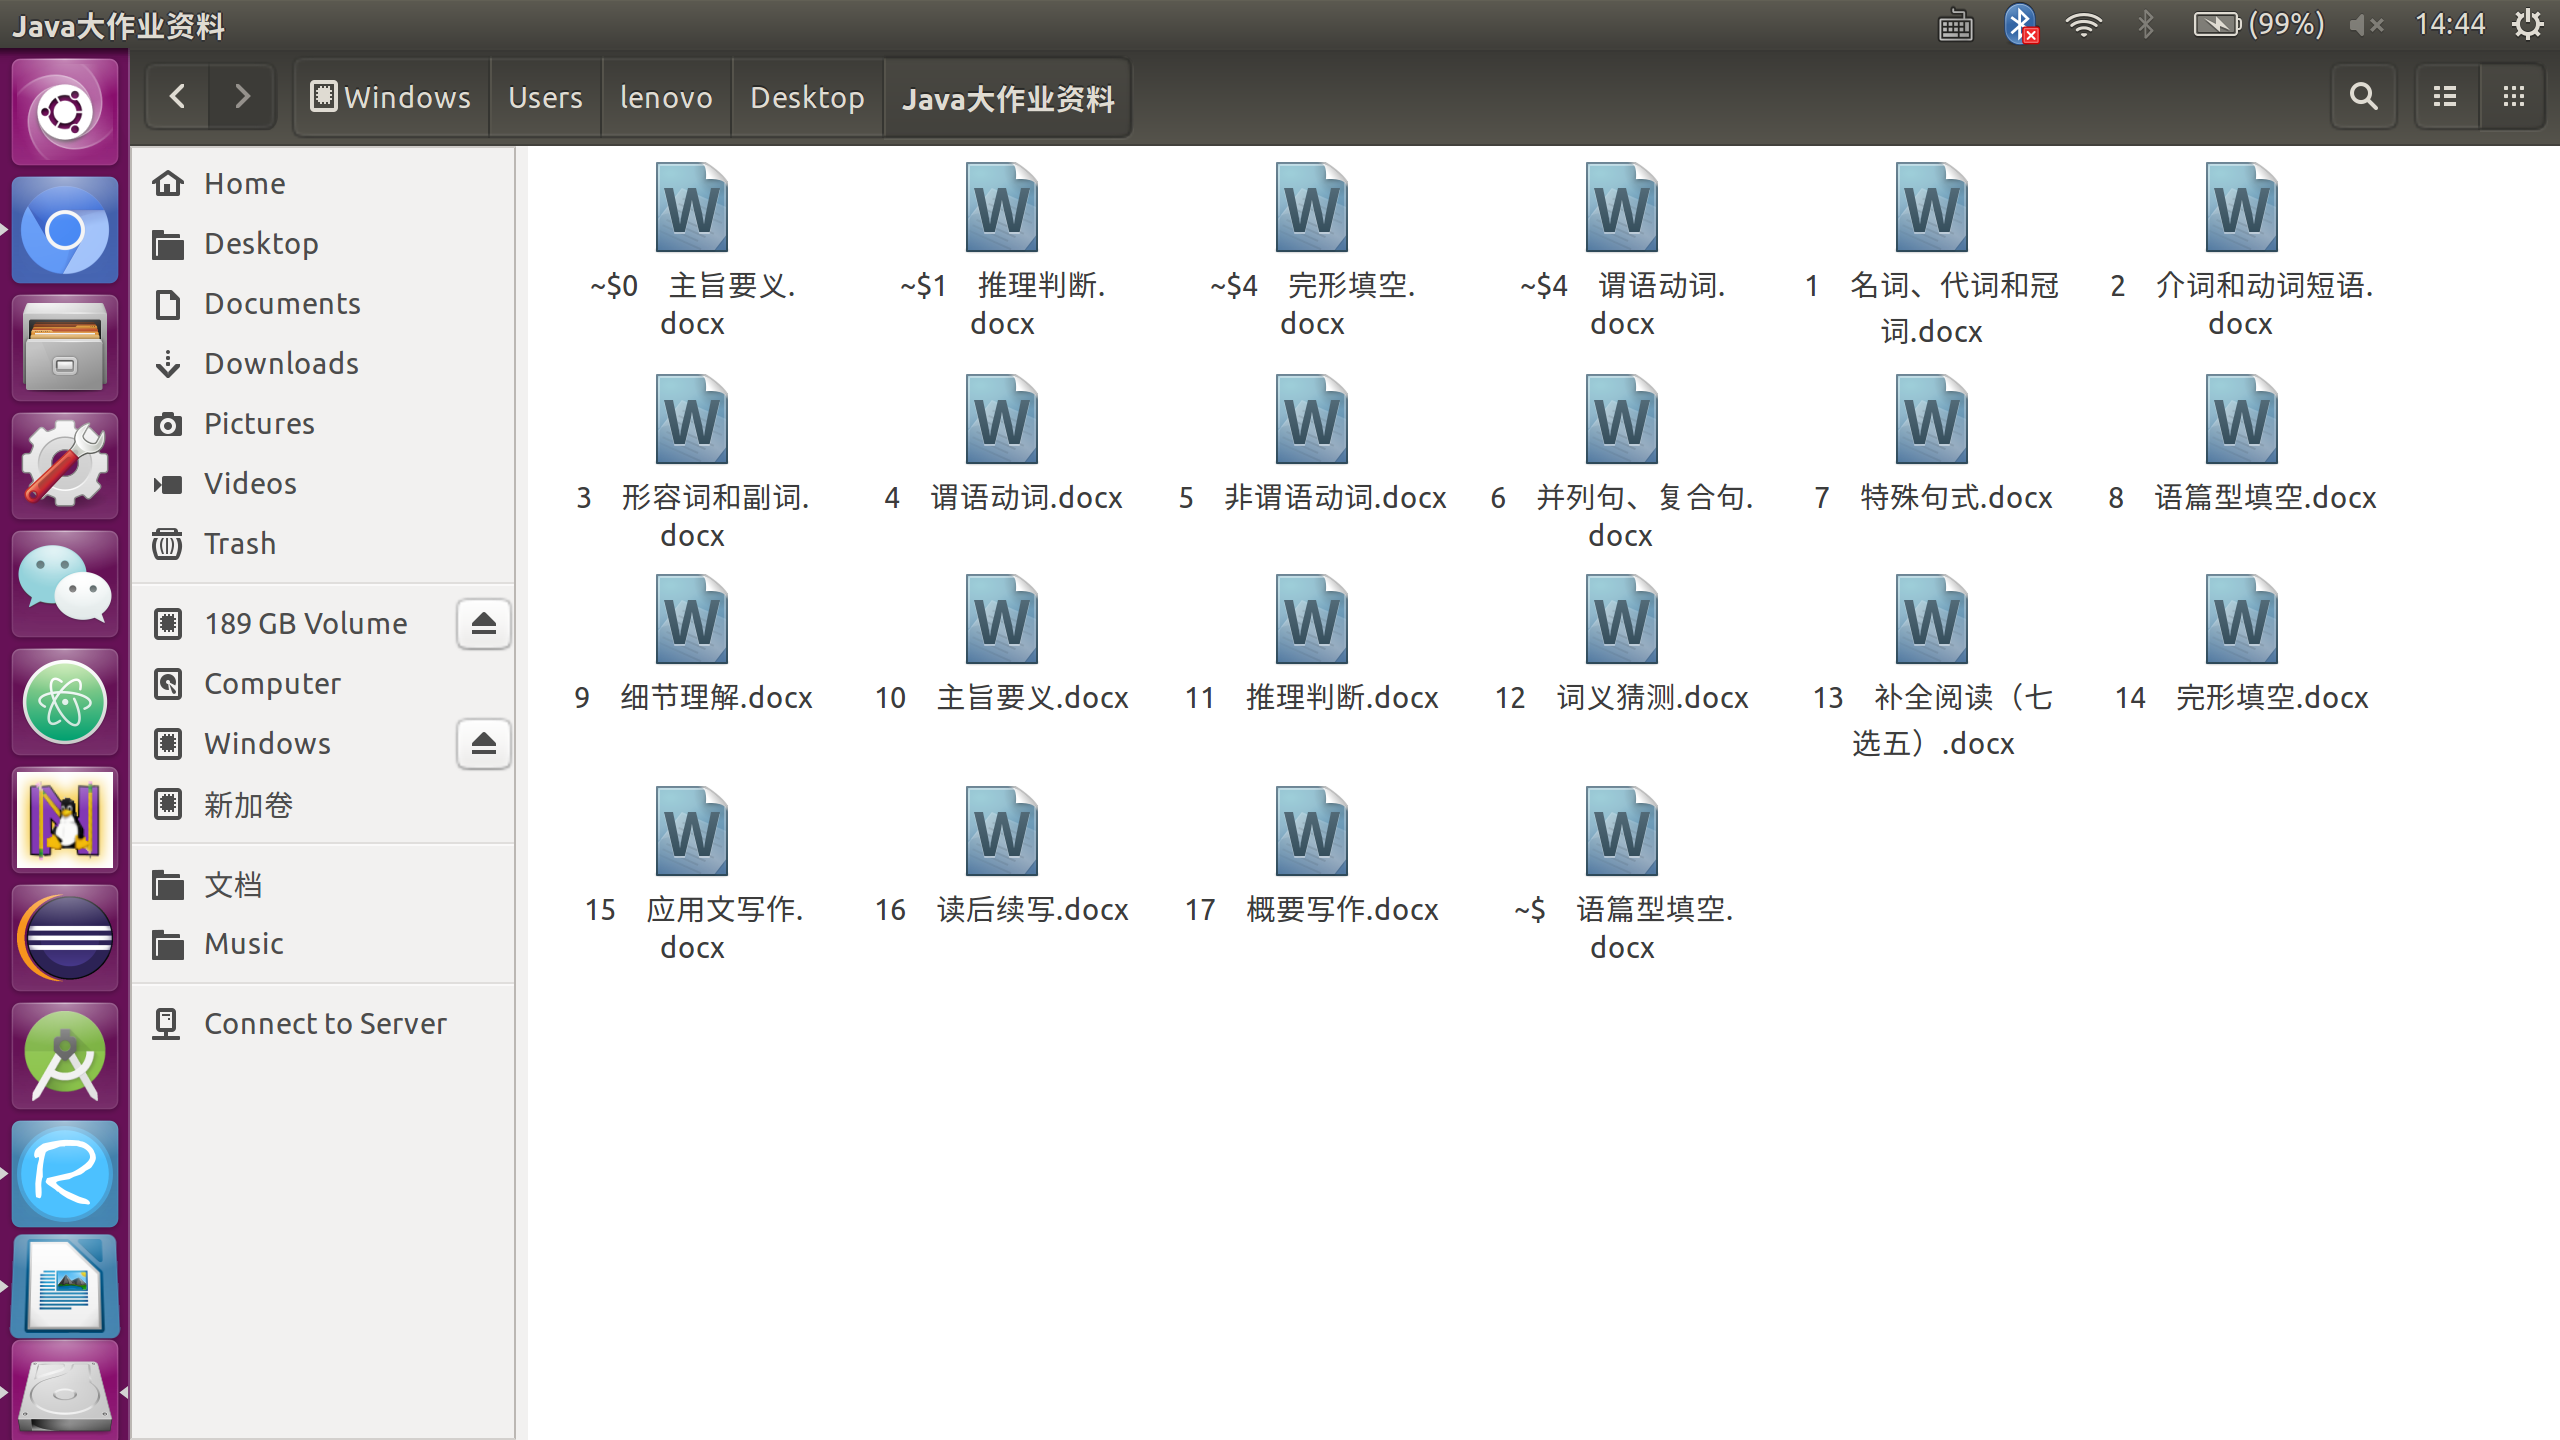 Java大作业资料
(99%)
14:44
Windows
Users
lenovo
Desktop
Java大作业资料
Home
Desktop
Documents
Downloads
Pictures
Videos
Trash
189 GB Volume
Computer
Windows
新加卷
文档
Music
Connect to Server
~$0 主旨要义.
docx
~$1 推理判断.
docx
~$4 完形填空.
docx
~$4 谓语动词.
docx
1 名词、代词和冠
词.docx
2 介词和动词短语.
docx
3 形容词和副词.
docx
4 谓语动词.docx
5 非谓语动词.docx
6 并列句、复合句.
docx
7 特殊句式.docx
8 语篇型填空.docx
9 细节理解.docx
10 主旨要义.docx
11 推理判断.docx
12 词义猜测.docx
13 补全阅读（七
选五）.docx
14 完形填空.docx
15 应用文写作.
docx
16 读后续写.docx
17 概要写作.docx
~$ 语篇型填空.
docx